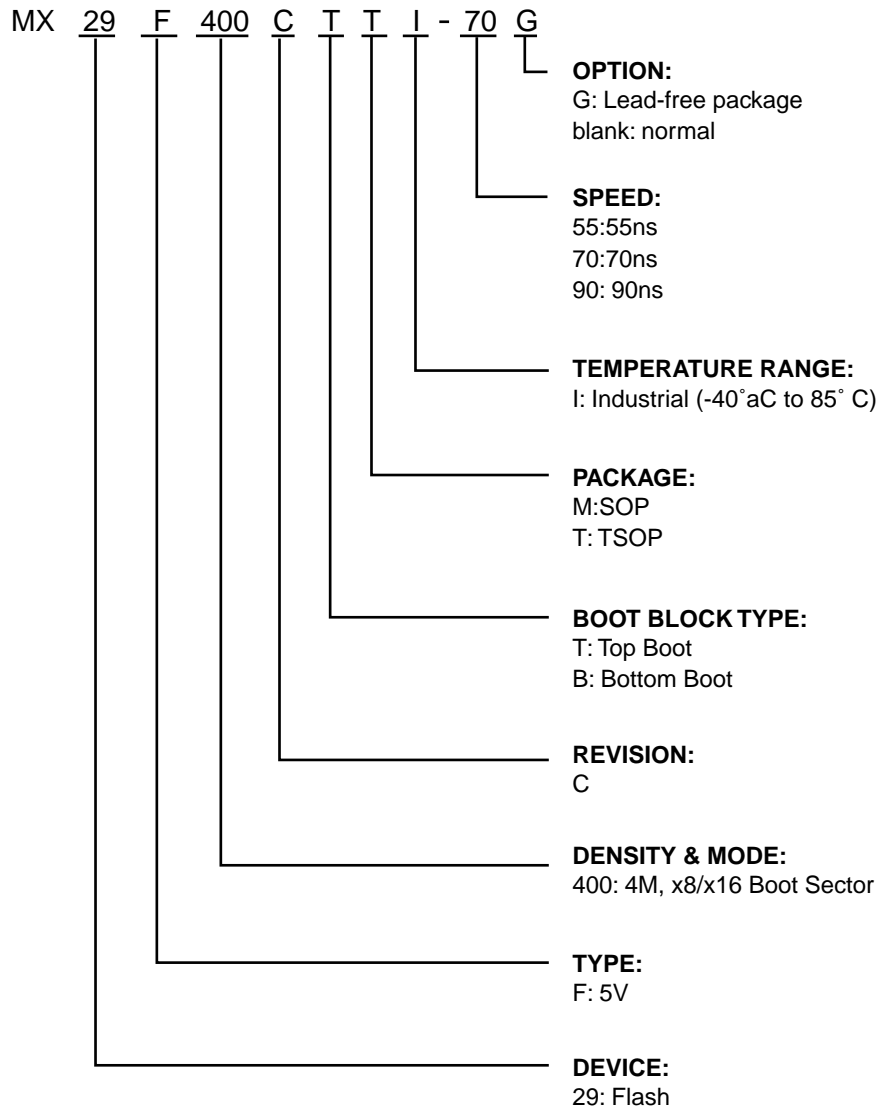 MX 29 F 400 C T T I - 70 G
OPTION:
G: Lead-free package
blank: normal
SPEED:
55:55ns
70:70ns
90: 90ns
TEMPERATURE RANGE:
I: Industrial (-40˚aC to 85˚ C)
PACKAGE:
M:SOP
T: TSOP
BOOT BLOCK TYPE:
T: Top Boot
B: Bottom Boot
REVISION:
C
DENSITY & MODE:
400: 4M, x8/x16 Boot Sector
TYPE:
F: 5V
DEVICE:
29: Flash